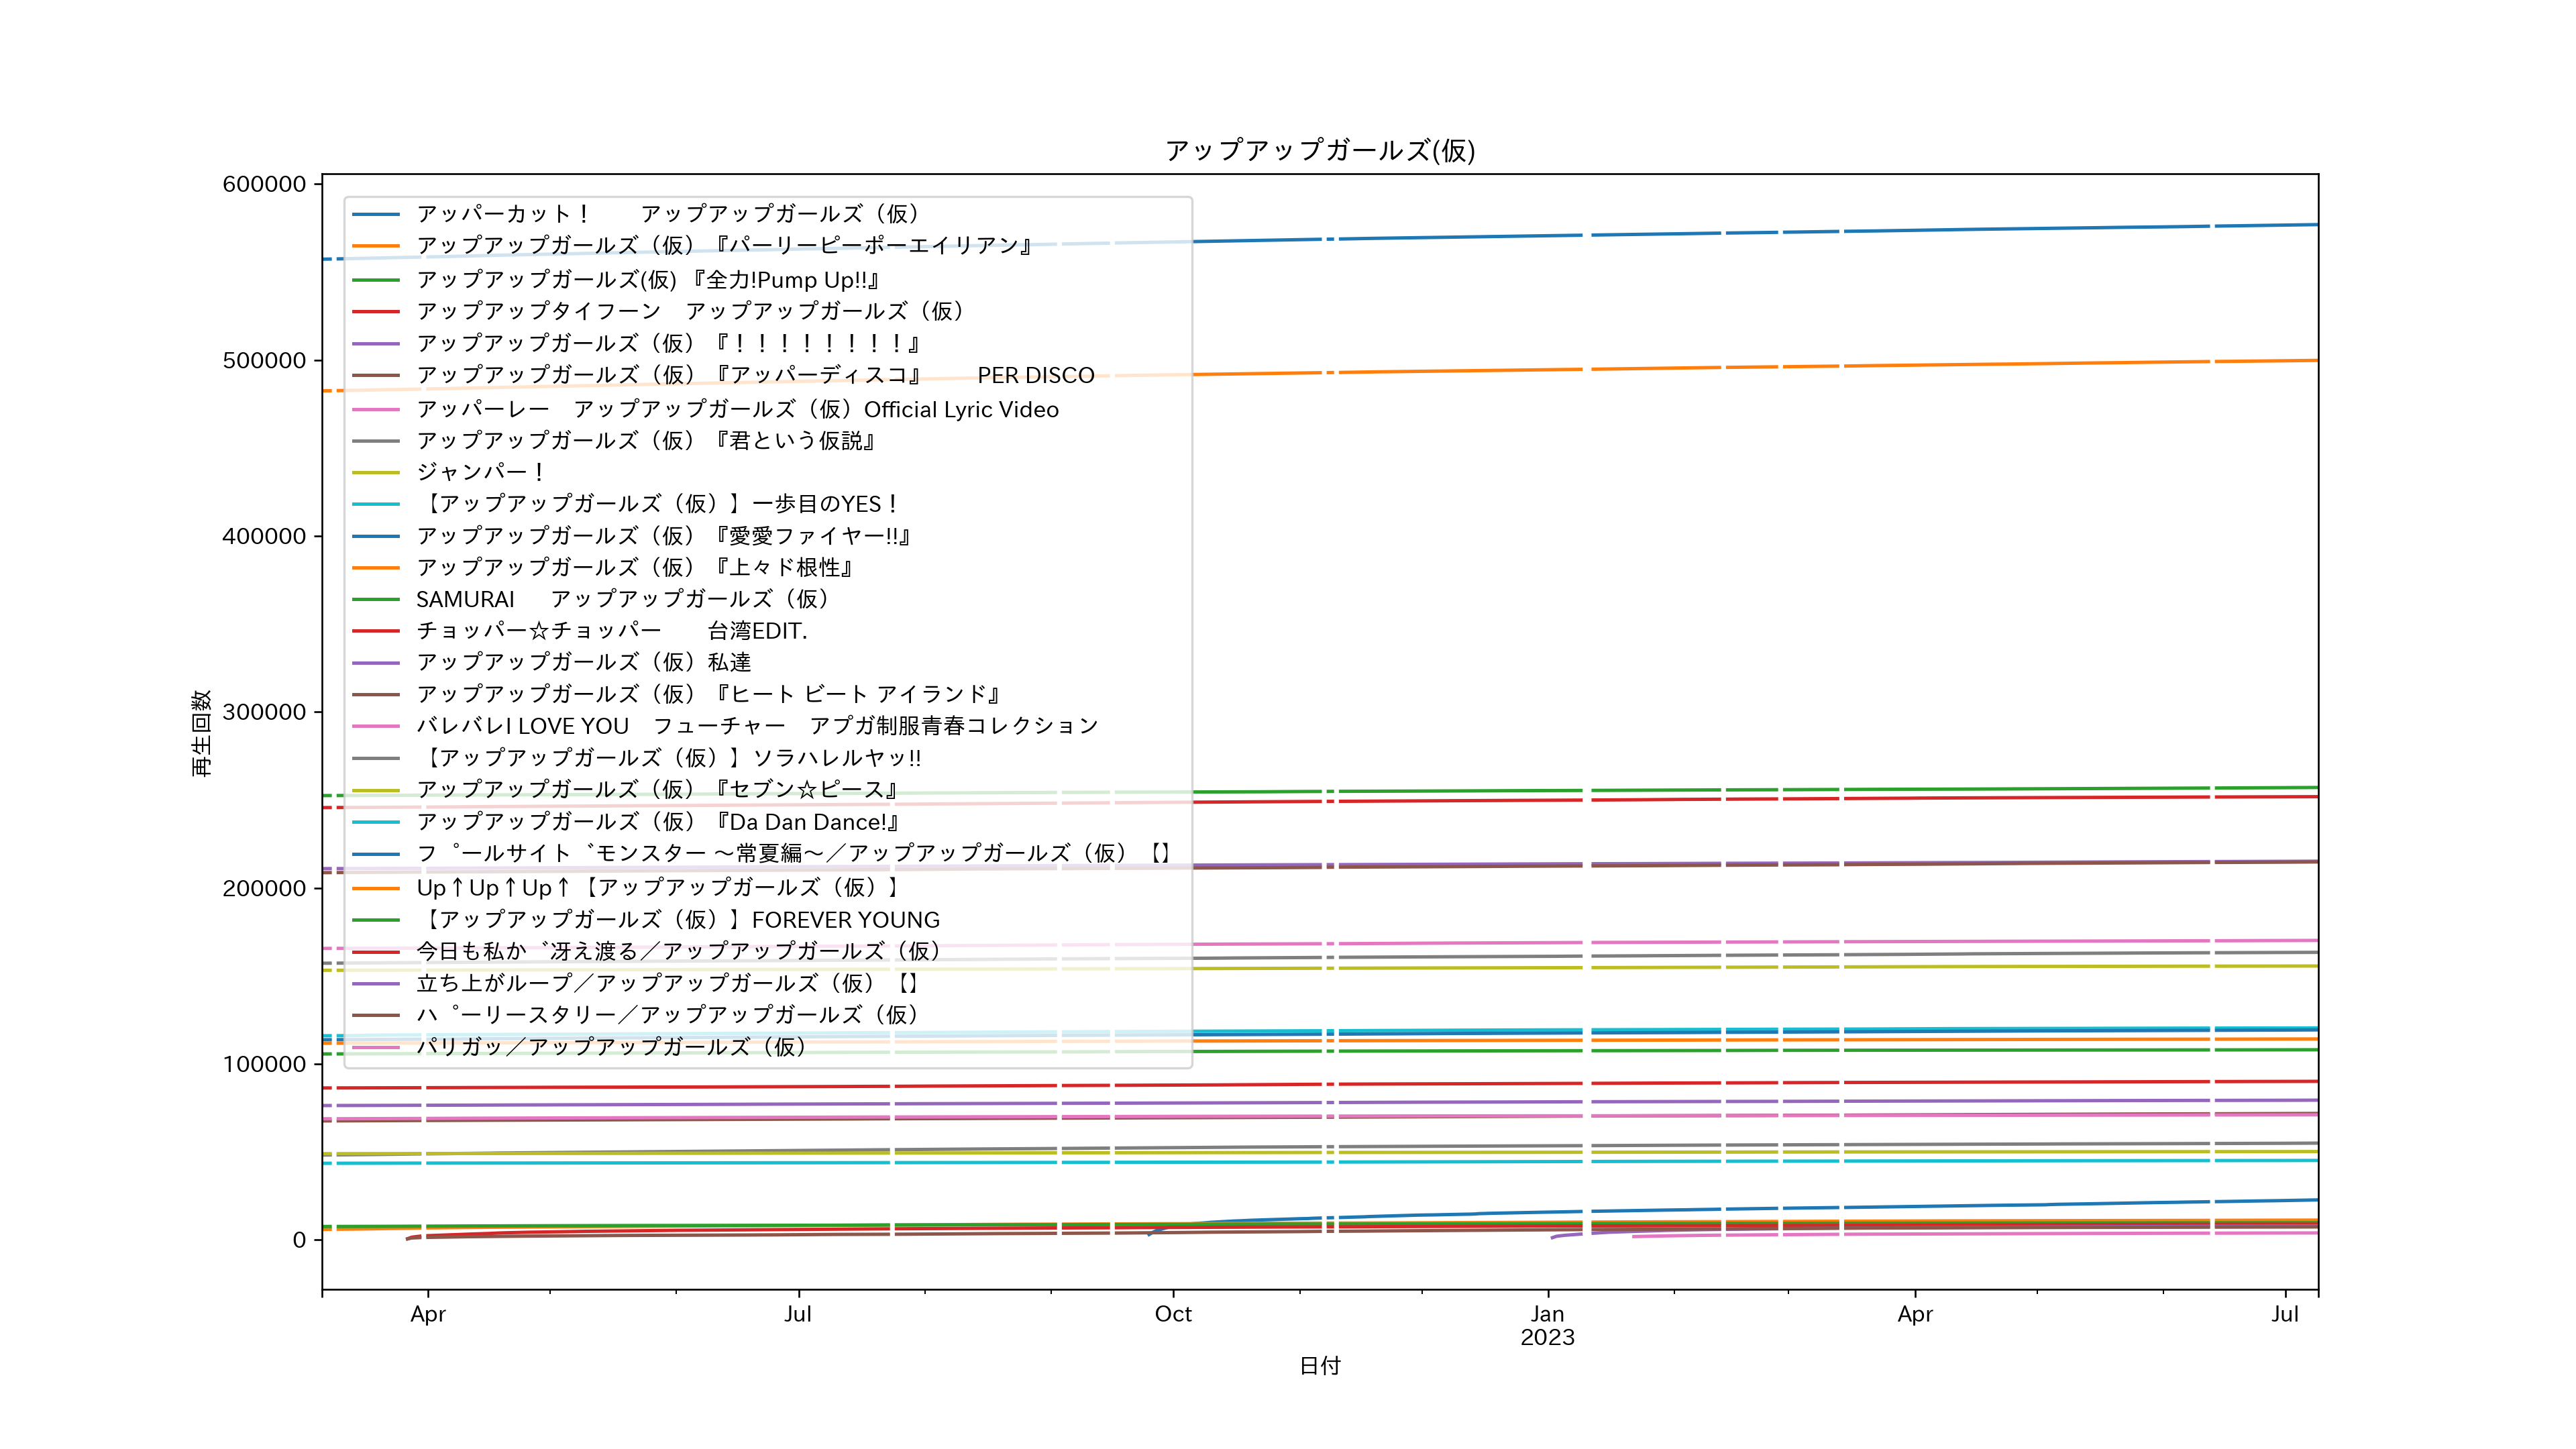 アップアップガールズ(仮)
600000
500000
400000
300000
200000
100000
0
再生回数
アッパーカット！　　アップアップガールズ（仮）
アップアップガールズ（仮）『パーリーピーポーエイリアン』
アップアップガールズ(仮) 『全力!Pump Up!!』
アップアップタイフーン　アップアップガールズ（仮）
アップアップガールズ（仮）『！！！！！！！！』
アップアップガールズ（仮）『アッパーディスコ』　　PER DISCO
アッパーレー　アップアップガールズ（仮）Official Lyric Video
アップアップガールズ（仮）『君という仮説』
ジャンパー！
【アップアップガールズ（仮）】一歩目のYES！
アップアップガールズ（仮）『愛愛ファイヤー!!』
アップアップガールズ（仮）『上々ド根性』
SAMURAI　 アップアップガールズ（仮）
チョッパー☆チョッパー　　台湾EDIT.
アップアップガールズ（仮）私達
アップアップガールズ（仮）『ヒート ビート アイランド』
バレバレI LOVE YOU　フューチャー　アプガ制服青春コレクション
【アップアップガールズ（仮）】ソラハレルヤッ!!
アップアップガールズ（仮）『セブン☆ピース』
アップアップガールズ（仮）『Da Dan Dance!』
フ゜ールサイト゛モンスター 〜常夏編〜／アップアップガールズ（仮）【】
Up↑Up↑Up↑【アップアップガールズ（仮）】
【アップアップガールズ（仮）】FOREVER YOUNG
今日も私か゛冴え渡る／アップアップガールズ（仮）
立ち上がループ／アップアップガールズ（仮）【】
ハ゜ーリースタリー／アップアップガールズ（仮）
パリガッ／アップアップガールズ（仮）
Apr Jul Oct Jan Apr Jul
2023
日付